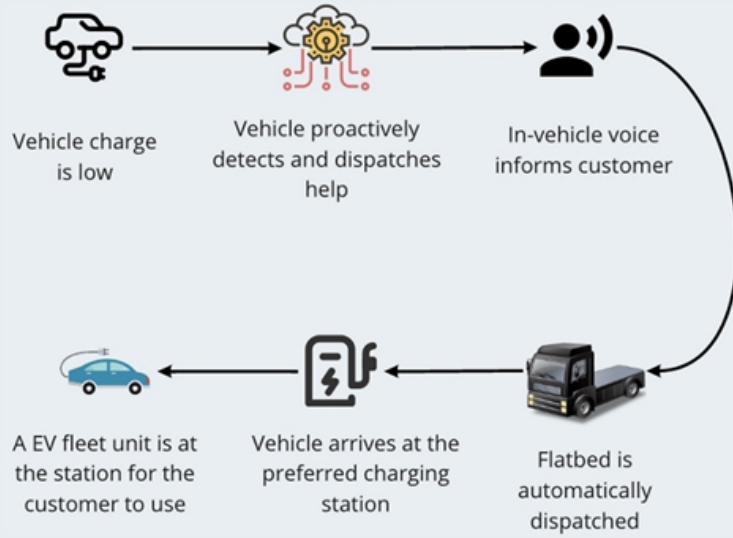 Vehicle charge
is low
Vehicle proactively
detects and dispatches
help
In-vehicle voice
informs customer
Flatbed is
automatically
dispatched
Vehicle arrives at the
preferred charging
station
A EV fleet unit is at
the station for the
customer to use